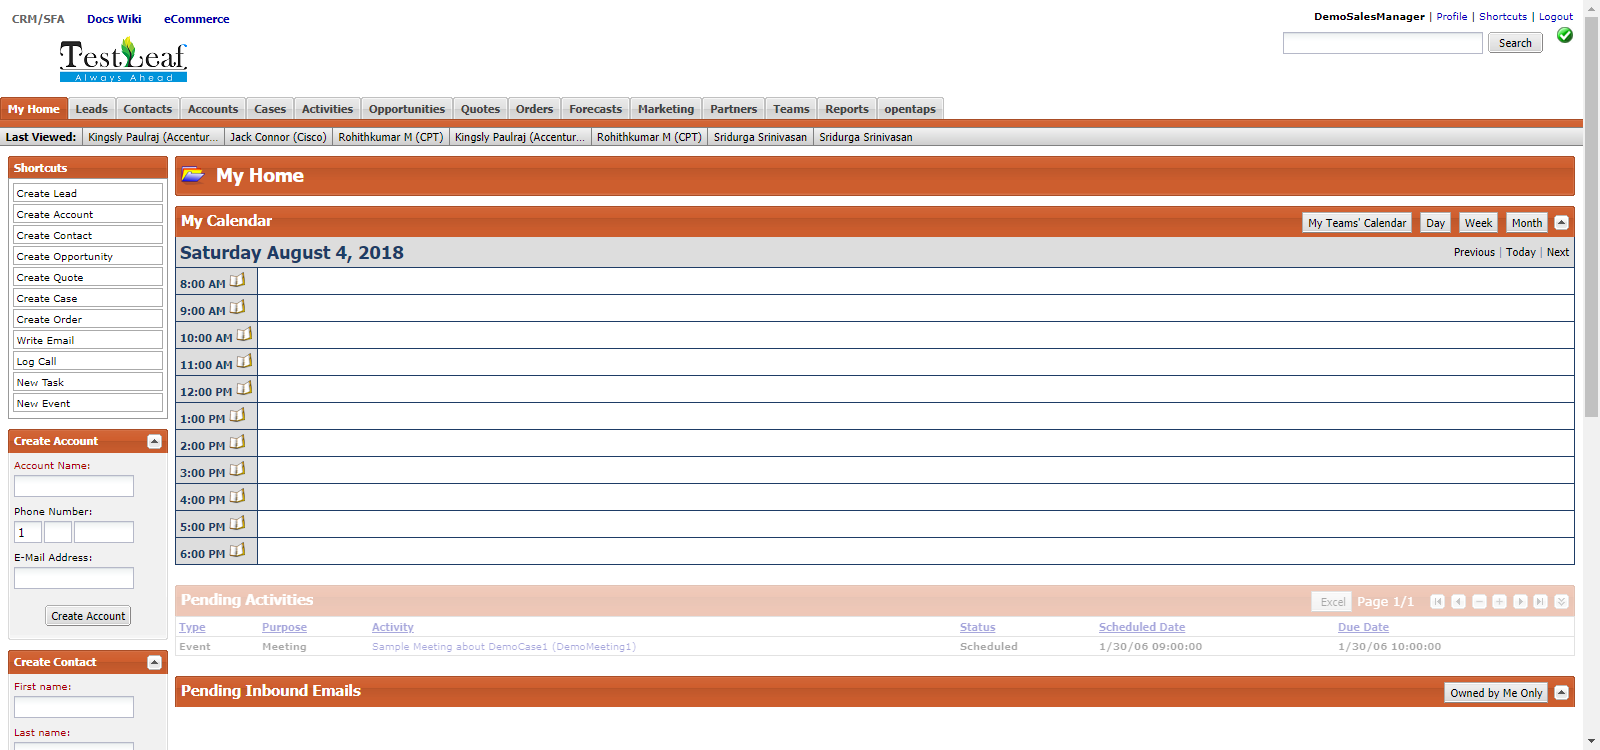 CRM/SFA Docs Wiki eCommerce
DemoSalesManager | Profile | Shortcuts | Logout
Search
TestLeaf
Always Ahead
My Home Leads Contacts Accounts Cases Activities Opportunities Quotes Orders Forecasts Marketing Partners Teams Reports opentaps
Last Viewed: Kingsly Paulraj (Accentur... Jack Connor (Cisco) Rohithkumar M (CPT) Kingsly Paulraj (Accentur... Rohithkumar M (CPT) Sridurga Srinivasan Sridurga Srinivasan
Shortcuts
Create Lead
Create Account
Create Contact
Create Opportunity
Create Quote
Create Case
Create Order
Write Email
Log Call
New Task
New Event
Create Account
Account Name:
Phone Number:
1
E-Mail Address:
Create Account
Create Contact
First name:
Last name:
My Home
My Calendar
My Teams' Calendar Day Week Month
Saturday August 4, 2018
Previous | Today | Next
8:00 AM
9:00 AM
10:00 AM
11:00 AM
12:00 PM
1:00 PM
2:00 PM
3:00 PM
4:00 PM
5:00 PM
6:00 PM
Pending Activities
Excel Page 1/1
Type Purpose Activity Status Scheduled Date Due Date
Event Meeting Sample Meeting about DemoCase1 (DemoMeeting1) Scheduled 1/30/06 09:00:00 1/30/06 10:00:00
Pending Inbound Emails
Owned by Me Only